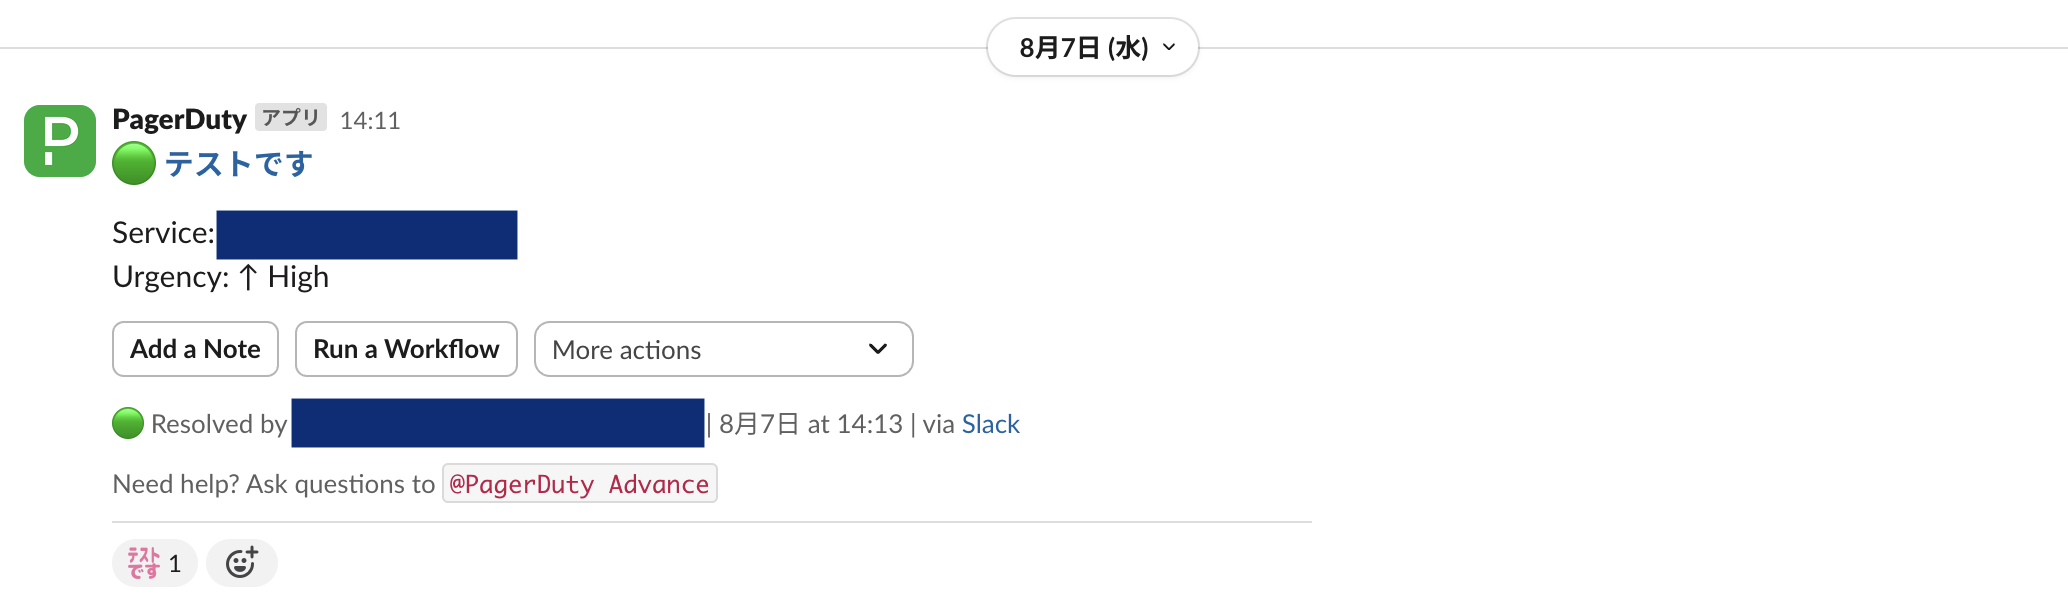 8月7日 (水)
PagerDuty アプリ 14:11
テストです
Service:
Urgency: ↑ High
Add a Note Run a Workflow More actions
Resolved by | 8月7日 at 14:13 | via Slack
Need help? Ask questions to @PagerDuty Advance
テストです 1